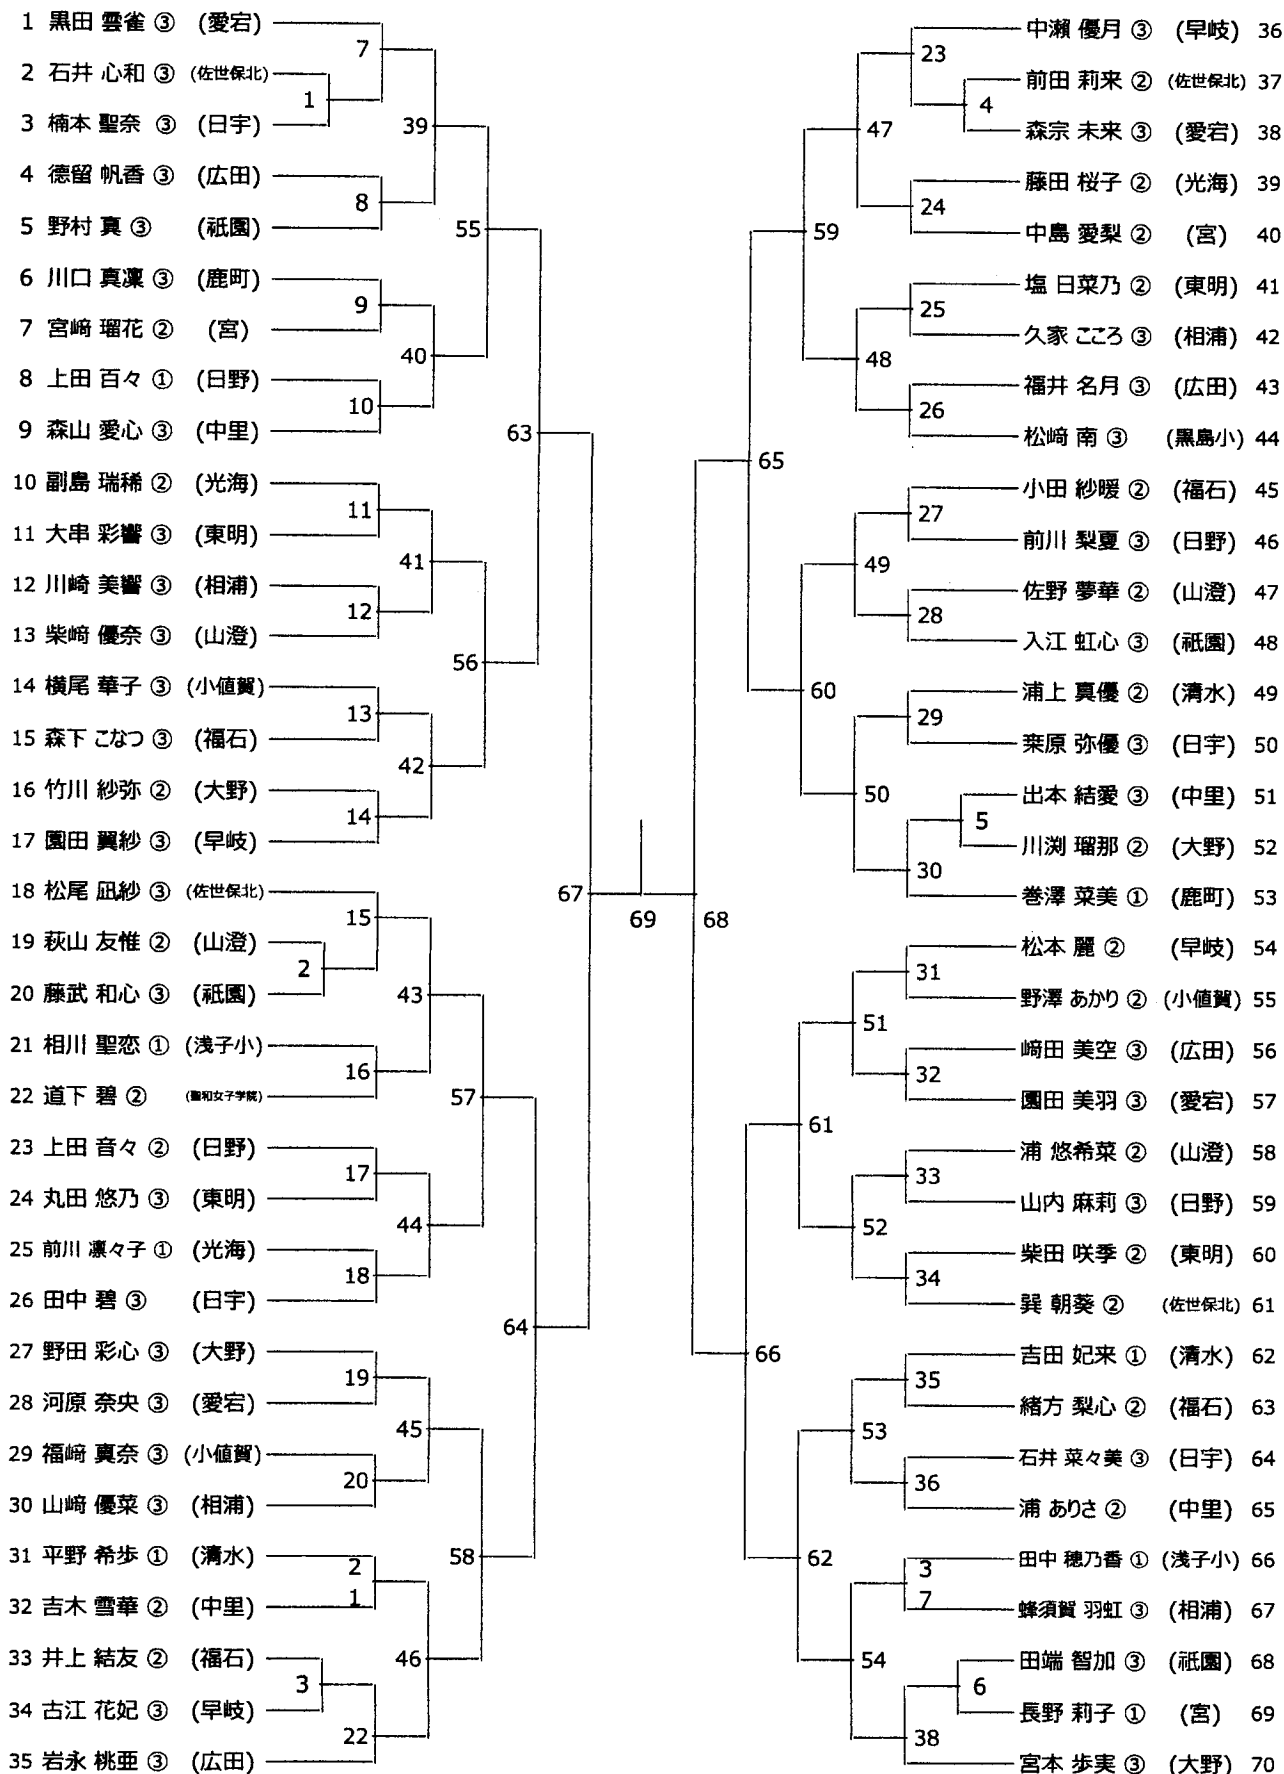 1 黒田 雲雀 ③ (愛宕)
2 石井 心和 ③ (佐世保北)
3 楠本 聖奈 ③ (日宇)
4 德留 帆香 ③ (広田)
5 野村 真 ③ (祇園)
6 川口 真凜 ③ (鹿町)
7 宮﨑 瑠花 ② (宮)
8 上田 百々 ① (日野)
9 森山 愛心 ③ (中里)
10 副島 瑞稀 ② (光海)
11 大串 彩響 ③ (東明)
12 川崎 美響 ③ (相浦)
13 柴﨑 優奈 ③ (山澄)
14 横尾 華子 ③ (小値賀)
15 森下 こなつ ③ (福石)
16 竹川 紗弥 ② (大野)
17 園田 翼紗 ③ (早岐)
18 松尾 凪紗 ③ (佐世保北)
19 萩山 友惟 ② (山澄)
20 藤武 和心 ③ (祇園)
21 相川 聖恋 ① (浅子小)
22 道下 碧 ② (聖和女子学院)
23 上田 音々 ② (日野)
24 丸田 悠乃 ③ (東明)
25 前川 凛々子 ① (光海)
26 田中 碧 ③ (日宇)
27 野田 彩心 ③ (大野)
28 河原 奈央 ③ (愛宕)
29 福﨑 真奈 ③ (小値賀)
30 山﨑 優菜 ③ (相浦)
31 平野 希歩 ① (清水)
32 吉木 雪華 ② (中里)
33 井上 結友 ② (福石)
34 古江 花妃 ③ (早岐)
35 岩永 桃亜 ③ (広田)
7
1
39
8
55
9
40
10
63
11
41
12
56
13
42
14
67
15
2
43
16
57
17
44
18
64
19
45
20
58
2
1
46
3
22
69
68
23
4
47
24
59
25
48
26
65
27
49
28
60
29
50
5
30
31
51
32
61
33
52
34
66
35
53
36
62
3
7
54
6
38
中瀬 優月 ③ (早岐) 36
前田 莉来 ② (佐世保北) 37
森宗 未来 ③ (愛宕) 38
藤田 桜子 ② (光海) 39
中島 愛梨 ② (宮) 40
塩 日菜乃 ② (東明) 41
久家 こころ ③ (相浦) 42
福井 名月 ③ (広田) 43
松﨑 南 ③ (黒島小) 44
小田 紗暖 ② (福石) 45
前川 梨夏 ③ (日野) 46
佐野 夢華 ② (山澄) 47
入江 虹心 ③ (祇園) 48
浦上 真優 ② (清水) 49
桒原 弥優 ③ (日宇) 50
出本 結愛 ③ (中里) 51
川渕 瑠那 ② (大野) 52
巻澤 菜美 ① (鹿町) 53
松本 麗 ② (早岐) 54
野澤 あかり ② (小値賀) 55
﨑田 美空 ③ (広田) 56
園田 美羽 ③ (愛宕) 57
浦 悠希菜 ② (山澄) 58
山内 麻莉 ③ (日野) 59
柴田 咲季 ② (東明) 60
巽 朝葵 ② (佐世保北) 61
吉田 妃来 ① (清水) 62
緒方 梨心 ② (福石) 63
石井 菜々美 ③ (日宇) 64
浦 ありさ ② (中里) 65
田中 穂乃香 ① (浅子小) 66
蜂須賀 羽虹 ③ (相浦) 67
田端 智加 ③ (祇園) 68
長野 莉子 ① (宮) 69
宮本 歩実 ③ (大野) 70